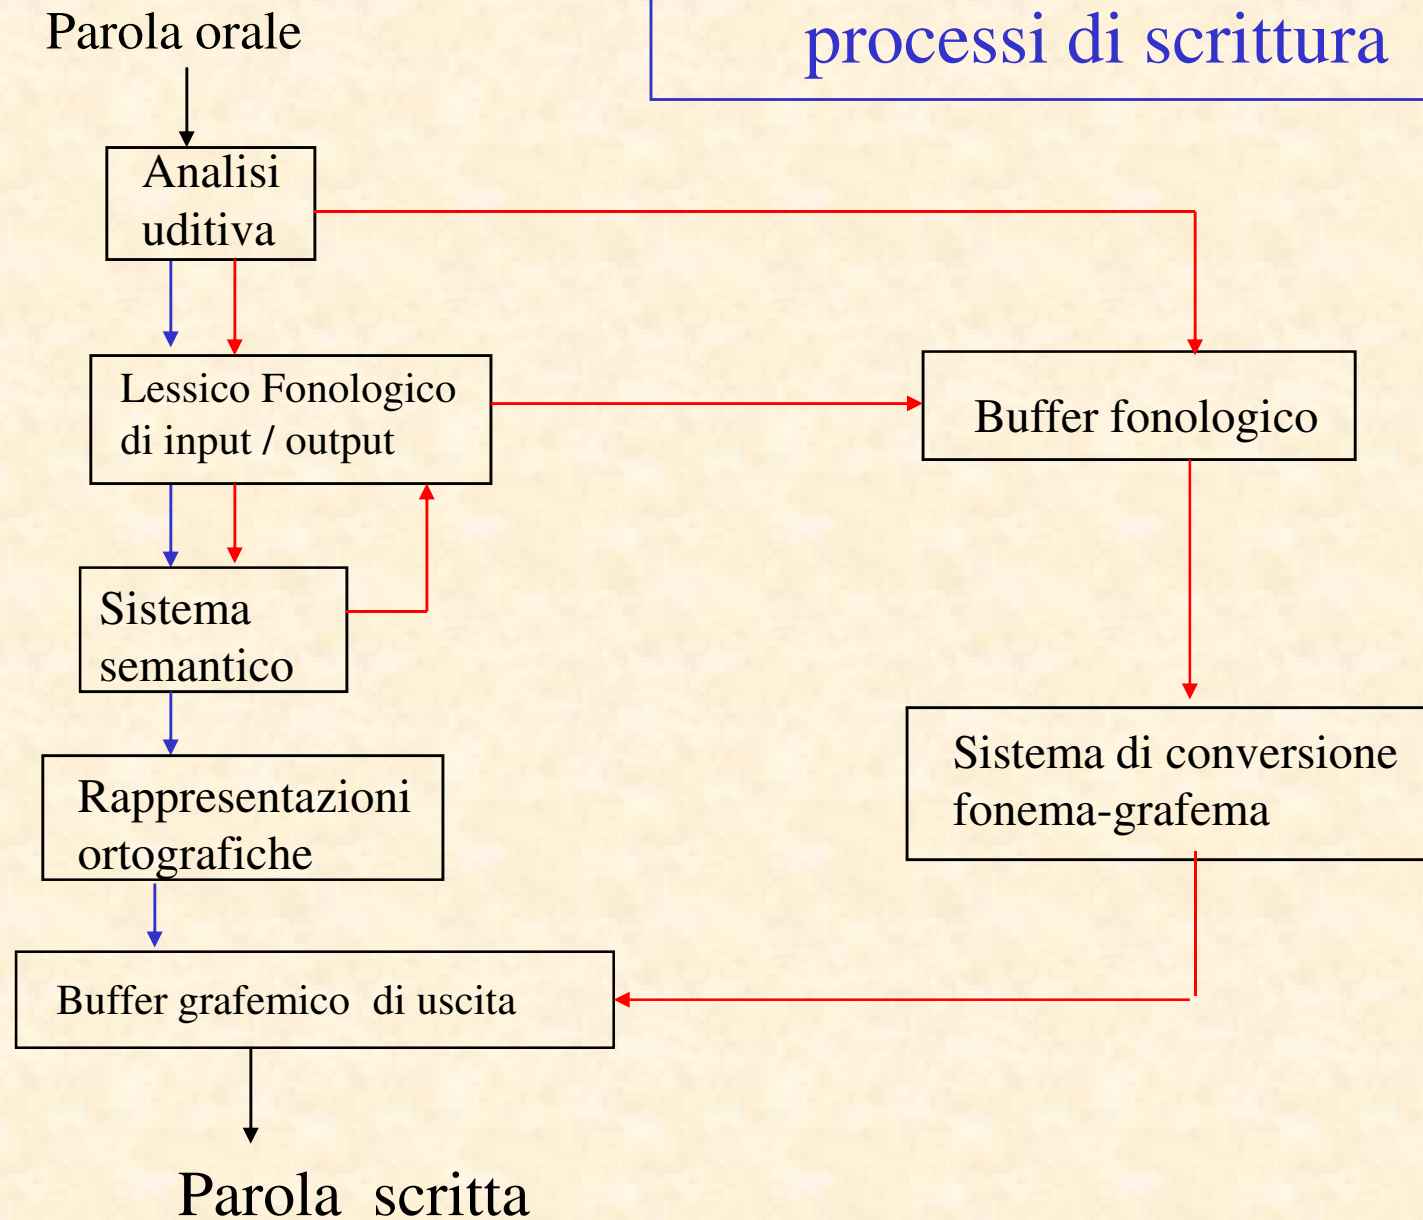 Parola orale
processi di scrittura
Analisi
uditiva
Lessico Fonologico
di input / output
Buffer fonologico
Sistema
semantico
Sistema di conversione
fonema-grafema
Rappresentazioni
ortografiche
Buffer grafemico di uscita
Parola scritta